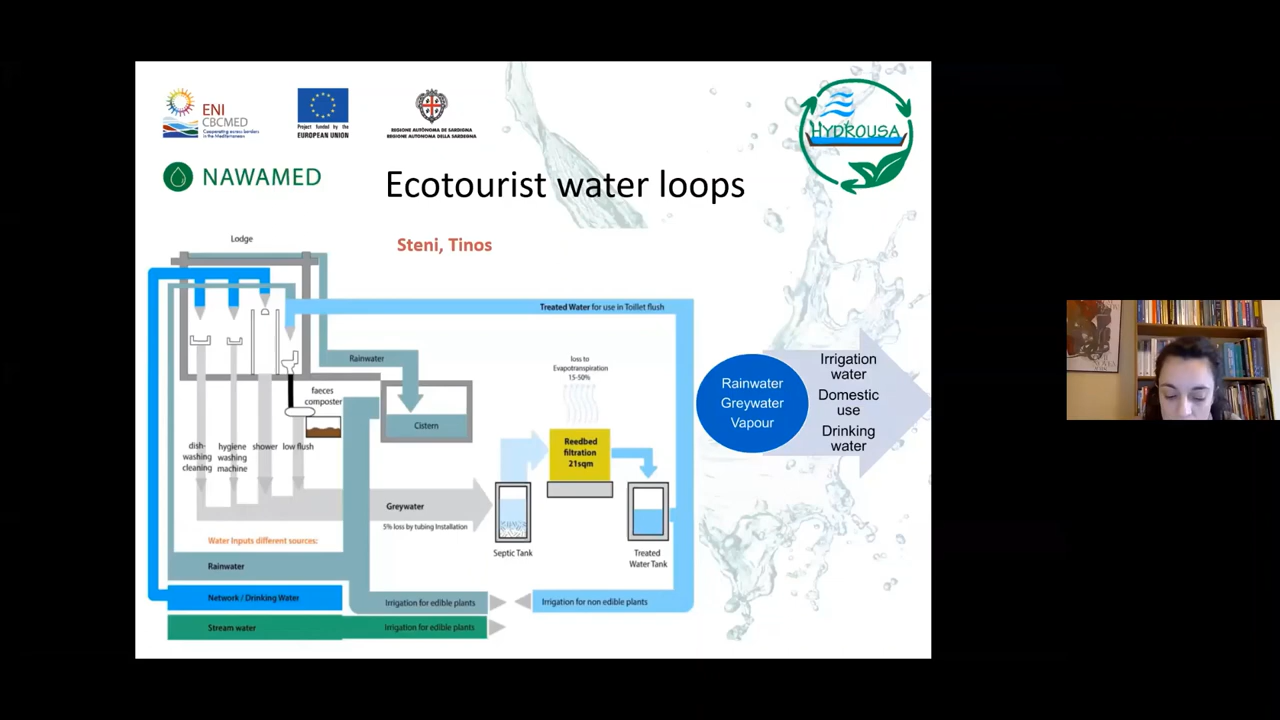 ENI
CBCMED
Cooperating across borders
in the Mediterranean
Project funded by the
EUROPEAN UNION
REGIONE AUTÒNOMA DE SARDIGNA
REGIONE AUTONOMA DELLA SARDEGNA
HYDROUSA
NAWAMED
Ecotourist water loops
Steni, Tinos
Lodge
Treated Water for use in Toillet flush
Rainwater
loss to
Evapotranspiration
15-50%
faeces
composter
Cistern
dish-
washing
cleaning
hygiene
washing
machine
shower
low flush
Reedbed
filtration
21sqm
Greywater
5% loss by tubing Installation
Septic Tank
Treated
Water Tank
Water Inputs different sources:
Rainwater
Network / Drinking Water
Stream water
Irrigation for edible plants
Irrigation for non edible plants
Irrigation for edible plants
Rainwater
Greywater
Vapour
Irrigation
water
Domestic
use
Drinking
water